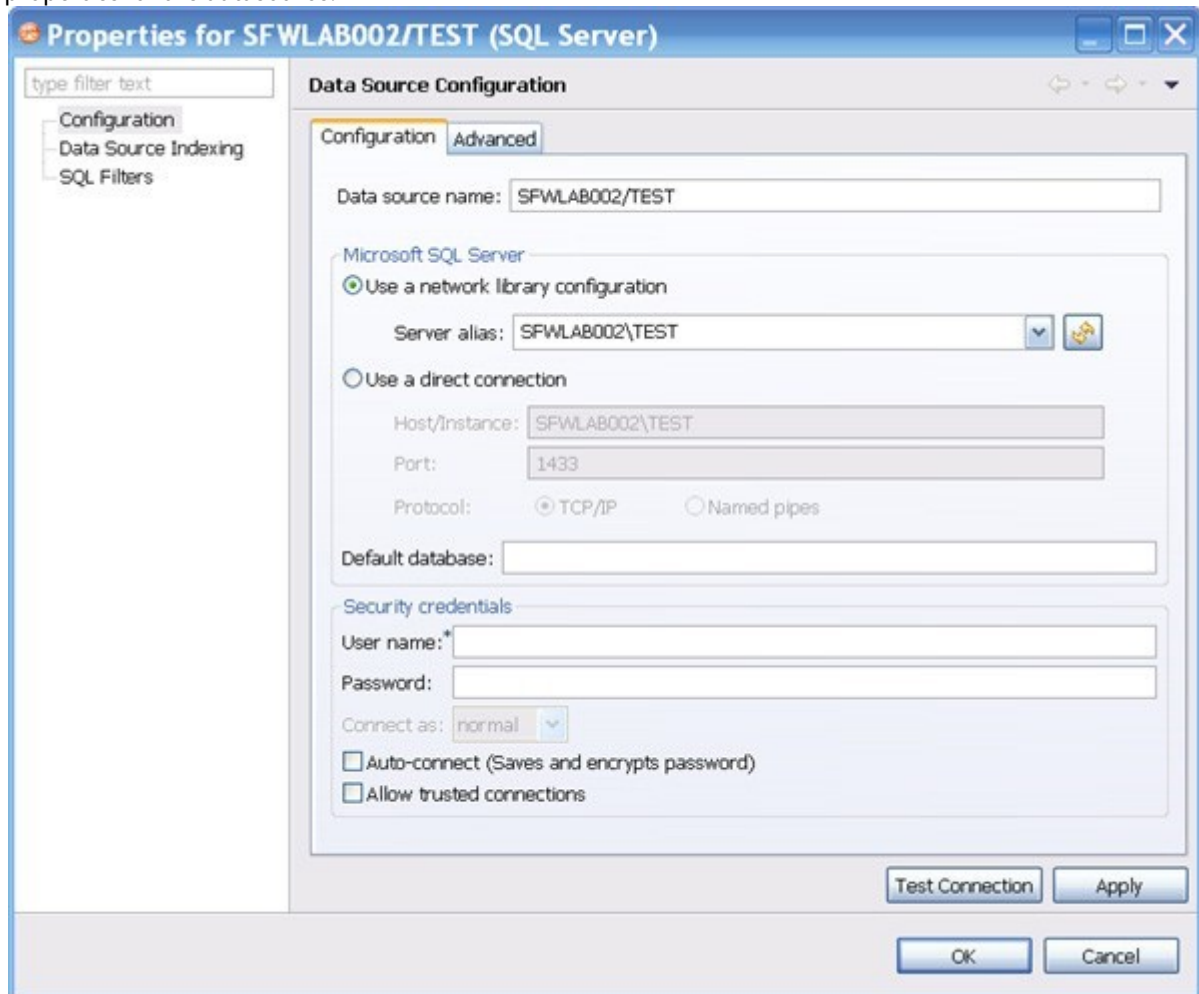 Properties for SFWLAB002/TEST (SQL Server)
type filter text
Configuration
Data Source Indexing
SQL Filters
Data Source Configuration
Configuration Advanced
Data source name: SFWLAB002/TEST
Microsoft SQL Server
Use a network library configuration
Server alias: SFWLAB002\TEST
Use a direct connection
Host/Instance: SFWLAB002\TEST
Port: 1433
Protocol: TCP/IP Named pipes
Default database:
Security credentials
User name:*
Password:
Connect as: normal
Auto-connect (Saves and encrypts password)
Allow trusted connections
Test Connection Apply
OK Cancel